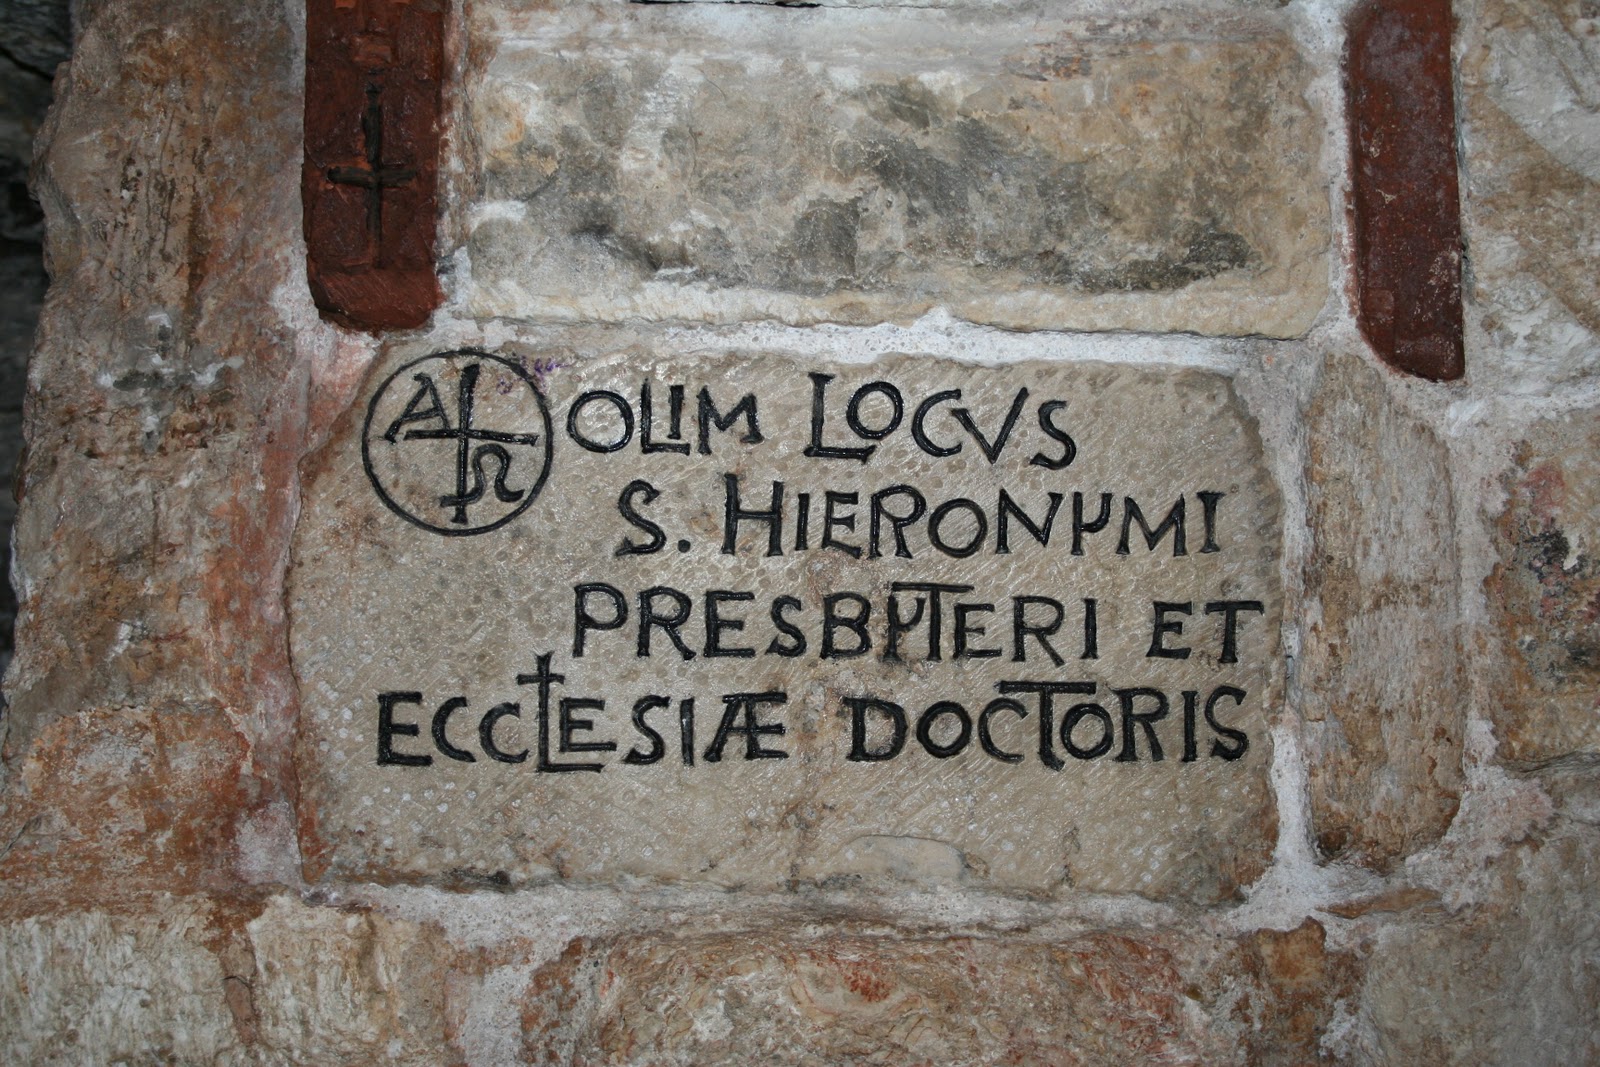 A Ω OLIM LOCVS
S. HIERONYMI
PRESBYTERI ET
ECCLESIÆ DOCTORIS